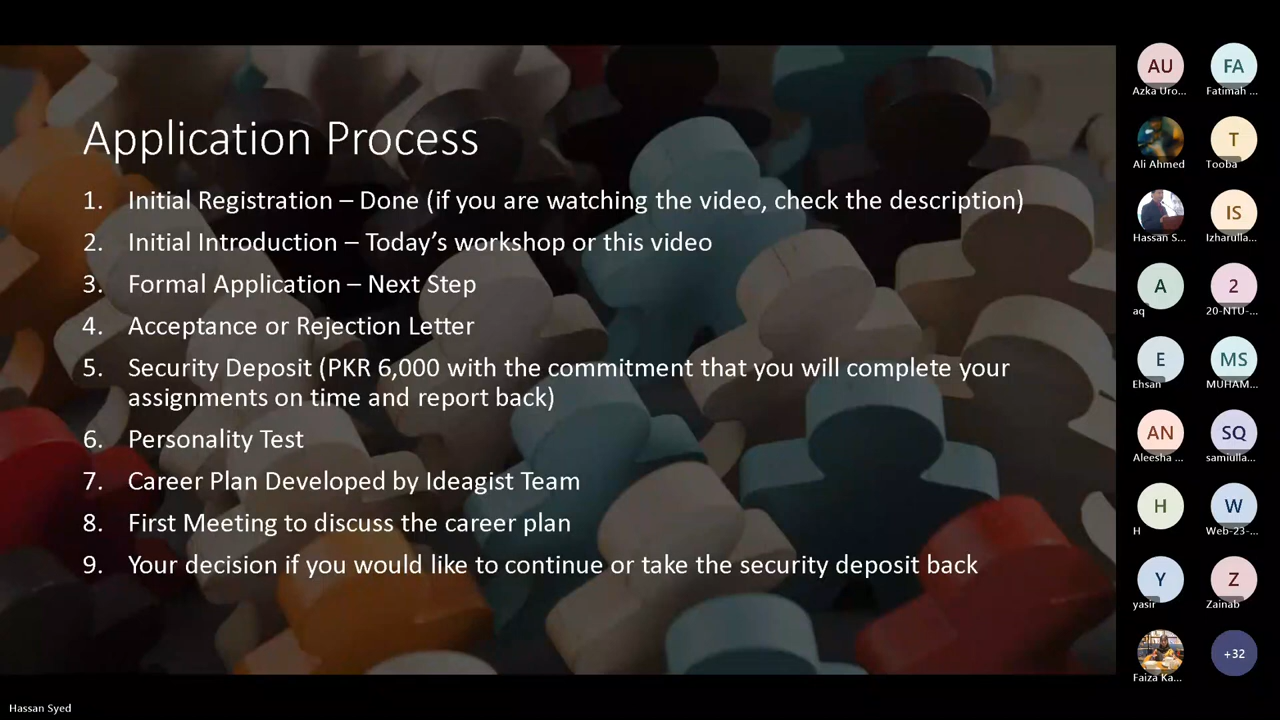 Application Process
1. Initial Registration – Done (if you are watching the video, check the description)
2. Initial Introduction – Today's workshop or this video
3. Formal Application – Next Step
4. Acceptance or Rejection Letter
5. Security Deposit (PKR 6,000 with the commitment that you will complete your
assignments on time and report back)
6. Personality Test
7. Career Plan Developed by Ideagist Team
8. First Meeting to discuss the career plan
9. Your decision if you would like to continue or take the security deposit back
AU FA
Azka Uro... Fatimah ...
T
Ali Ahmed Tooba
IS
Hassan S... Izharulla...
A 2
aq 20-NTU-...
E MS
Ehsan MUHAM...
AN SQ
Aleesha ... samiulla...
H W
H Web-23-...
Y Z
yasir Zainab
+32
Faiza Ka...
Hassan Syed